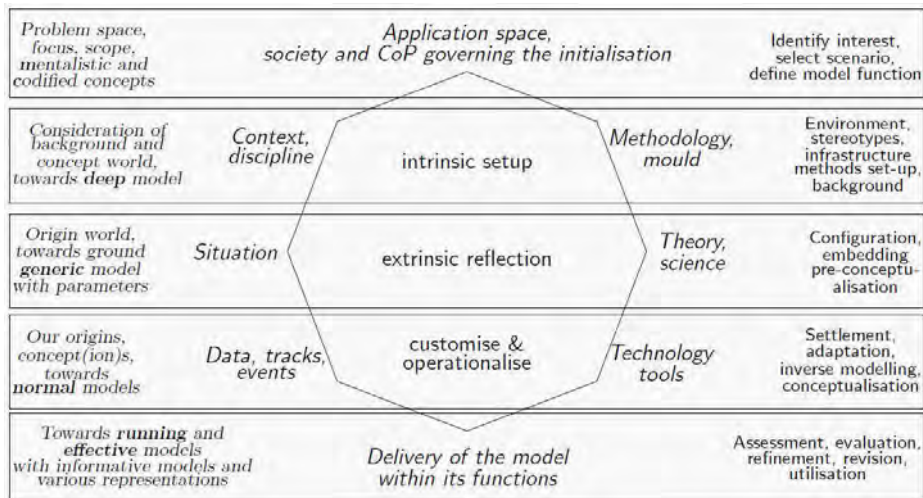 Problem space,
focus, scope,
mentalistic and
codified concepts
Application space,
society and CoP governing the initialisation
Identify interest,
select scenario,
define model function
Consideration of
background and
concept world,
towards deep model
Context,
discipline
intrinsic setup
Methodology,
mould
Environment,
stereotypes,
infrastructure
methods set-up,
background
Origin world,
towards ground
generic model
with parameters
Situation
extrinsic reflection
Theory,
science
Configuration,
embedding
pre-conceptu-
alisation
Our origins,
concept(ion)s,
towards
normal models
Data, tracks,
events
customise &
operationalise
Technology
tools
Settlement,
adaptation,
inverse modelling,
conceptualisation
Towards running and
effective models
with informative models and
various representations
Delivery of the model
within its functions
Assessment, evaluation,
refinement, revision,
utilisation